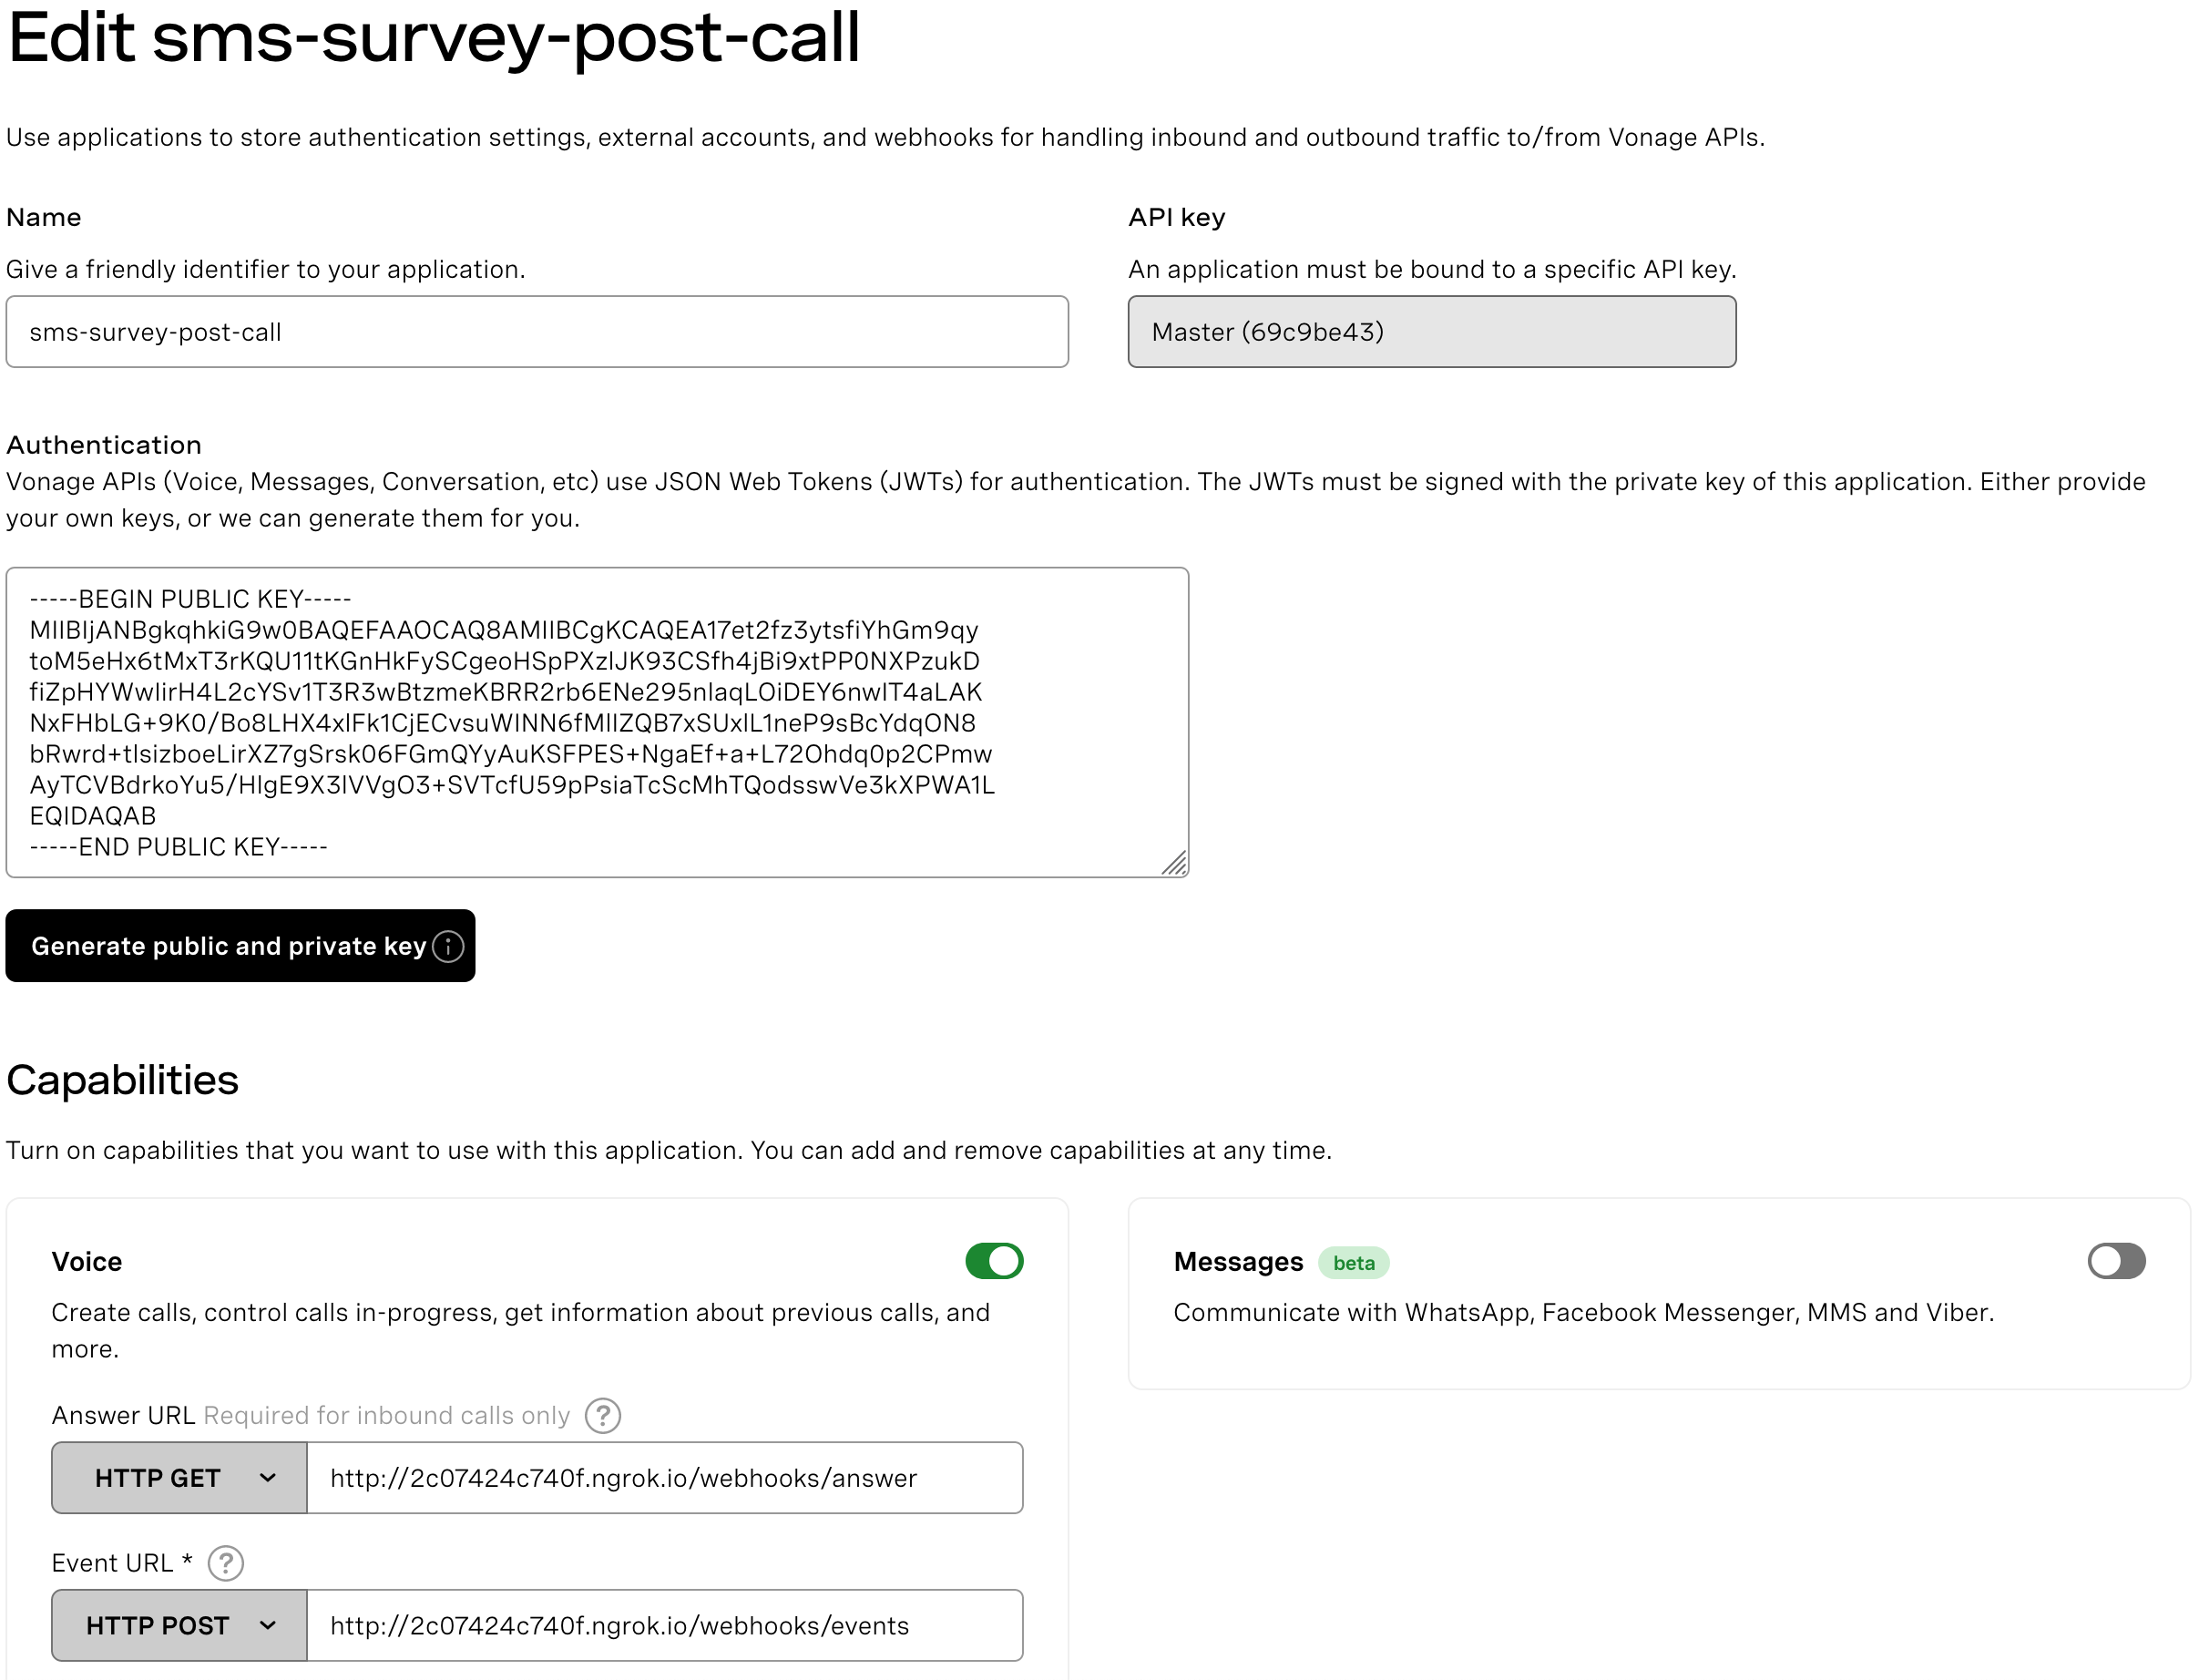 Edit sms-survey-post-call
Use applications to store authentication settings, external accounts, and webhooks for handling inbound and outbound traffic to/from Vonage APIs.
Name
Give a friendly identifier to your application.
sms-survey-post-call
API key
An application must be bound to a specific API key.
Master (69c9be43)
Authentication
Vonage APIs (Voice, Messages, Conversation, etc) use JSON Web Tokens (JWTs) for authentication. The JWTs must be signed with the private key of this application. Either provide
your own keys, or we can generate them for you.
-----BEGIN PUBLIC KEY-----
MIIBIjANBgkqhkiG9w0BAQEFAAOCAQ8AMIIBCgKCAQEA17et2fz3ytsfiYhGm9qy
toM5eHx6tMxT3rKQU11tKGnHkFySCgeoHSpPXzlJK93CSfh4jBi9xtPP0NXPzukD
fiZpHYWwIirH4L2cYSv1T3R3wBtzmeKBRR2rb6ENe295nlaqLOiDEY6nwIT4aLAK
NxFHbLG+9K0/Bo8LHX4xlFk1CjECvsuWINN6fMlIZQB7xSUxlL1neP9sBcYdqON8
bRwrd+tlsizboeLirXZ7gSrsk06FGmQYyAuKSFPES+NgaEf+a+L72Ohdq0p2CPmw
AyTCVBdrkoYu5/HIgE9X3lVVgO3+SVTcfU59pPsiaTcScMhTQodsswVe3kXPWA1L
EQIDAQAB
-----END PUBLIC KEY-----
Generate public and private key
Capabilities
Turn on capabilities that you want to use with this application. You can add and remove capabilities at any time.
Voice
Create calls, control calls in-progress, get information about previous calls, and
more.
Answer URL Required for inbound calls only ?
HTTP GET http://2c07424c740f.ngrok.io/webhooks/answer
Event URL * ?
HTTP POST http://2c07424c740f.ngrok.io/webhooks/events
Messages beta
Communicate with WhatsApp, Facebook Messenger, MMS and Viber.